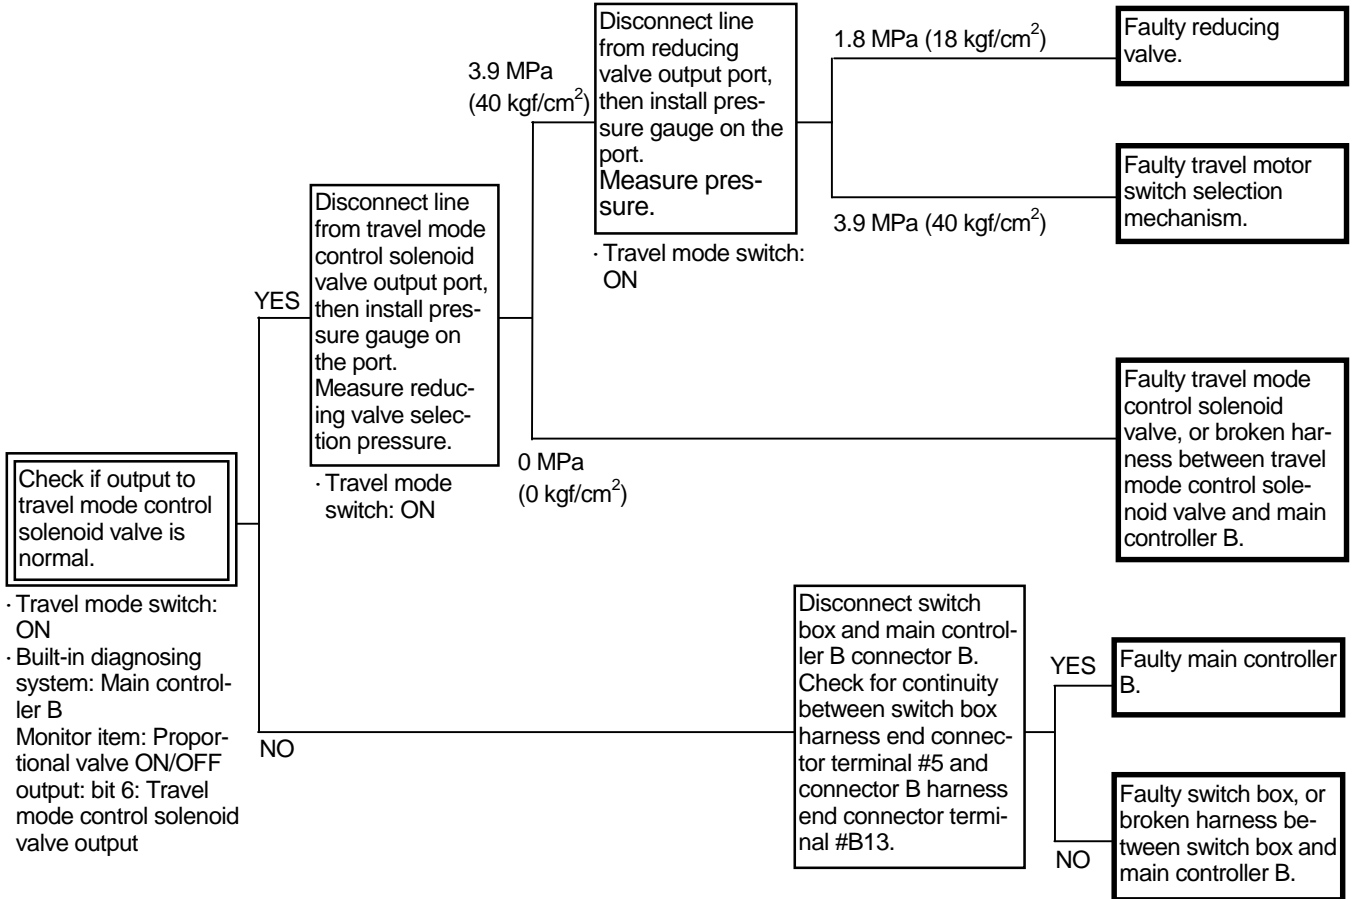 Check if output to
travel mode control
solenoid valve is
normal.
· Travel mode switch:
ON
· Built-in diagnosing
system: Main control-
ler B
Monitor item: Propor-
tional valve ON/OFF
output: bit 6: Travel
mode control solenoid
valve output
YES
Disconnect line
from travel mode
control solenoid
valve output port,
then install pres-
sure gauge on
the port.
Measure reduc-
ing valve selec-
tion pressure.
· Travel mode
switch: ON
3.9 MPa
(40 kgf/cm²)
Disconnect line
from reducing
valve output port,
then install pres-
sure gauge on the
port.
Measure pres-
sure.
· Travel mode switch:
ON
1.8 MPa (18 kgf/cm²)
Faulty reducing
valve.
3.9 MPa (40 kgf/cm²)
Faulty travel motor
switch selection
mechanism.
0 MPa
(0 kgf/cm²)
Faulty travel mode
control solenoid
valve, or broken har-
ness between travel
mode control sole-
noid valve and main
controller B.
NO
Disconnect switch
box and main control-
ler B connector B.
Check for continuity
between switch box
harness end connec-
tor terminal #5 and
connector B harness
end connector termi-
nal #B13.
YES
Faulty main controller
B.
NO
Faulty switch box, or
broken harness be-
tween switch box and
main controller B.